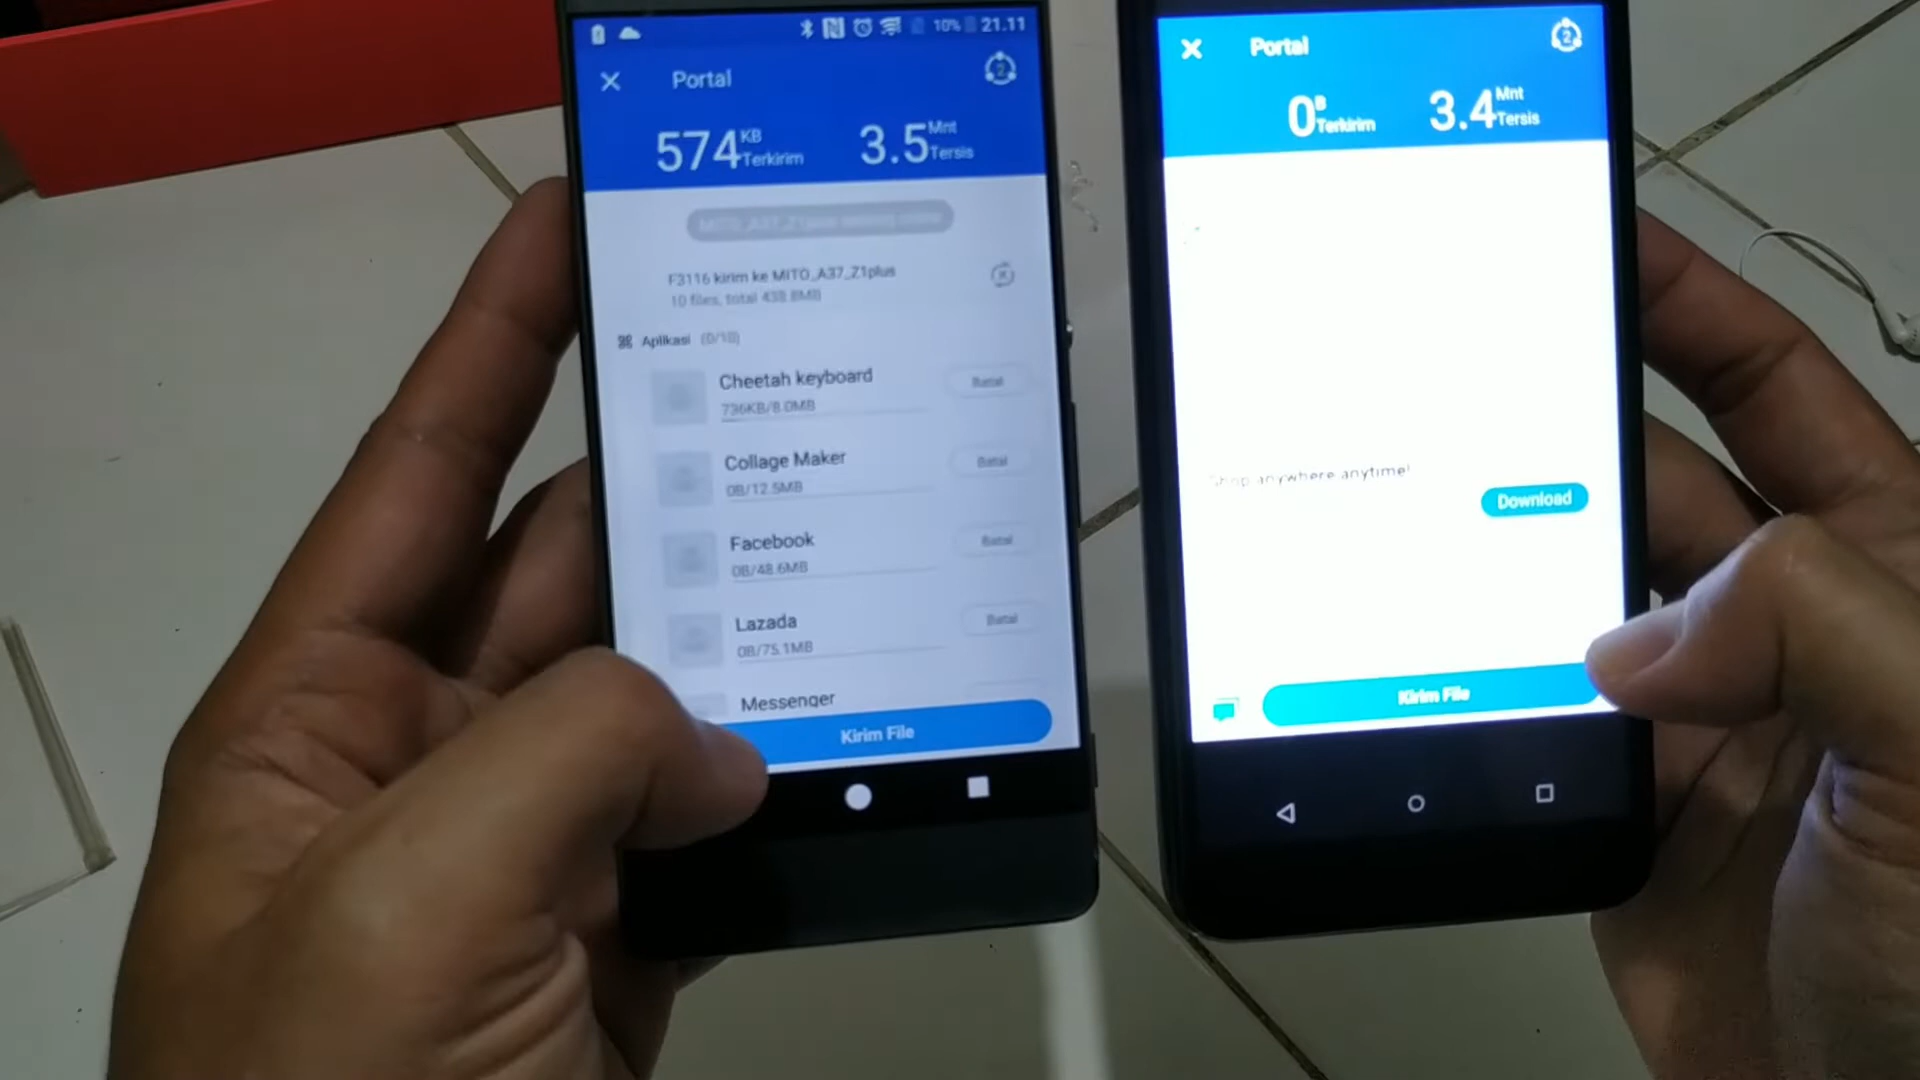 10% 21.11
Portal 2
574 KB Terkirim 3.5 Mnt Tersis
F3116 kirim ke MITO_A37_Z1plus
10 files, total 438.8MB
Aplikasi (0/10)
Cheetah keyboard
736KB/8.0MB
Batal
Collage Maker
0B/12.5MB
Batal
Facebook
0B/48.6MB
Batal
Lazada
0B/75.1MB
Batal
Messenger
Kirim File
Portal 2
0 B Terkirim 3.4 Mnt Tersis
Shop anywhere anytime!
Download
Kirim File